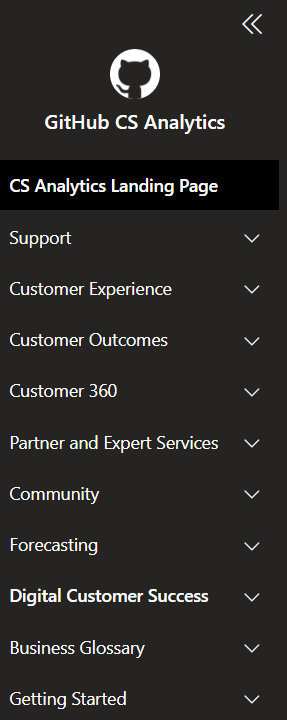 GitHub CS Analytics
CS Analytics Landing Page
Support
Customer Experience
Customer Outcomes
Customer 360
Partner and Expert Services
Community
Forecasting
Digital Customer Success
Business Glossary
Getting Started